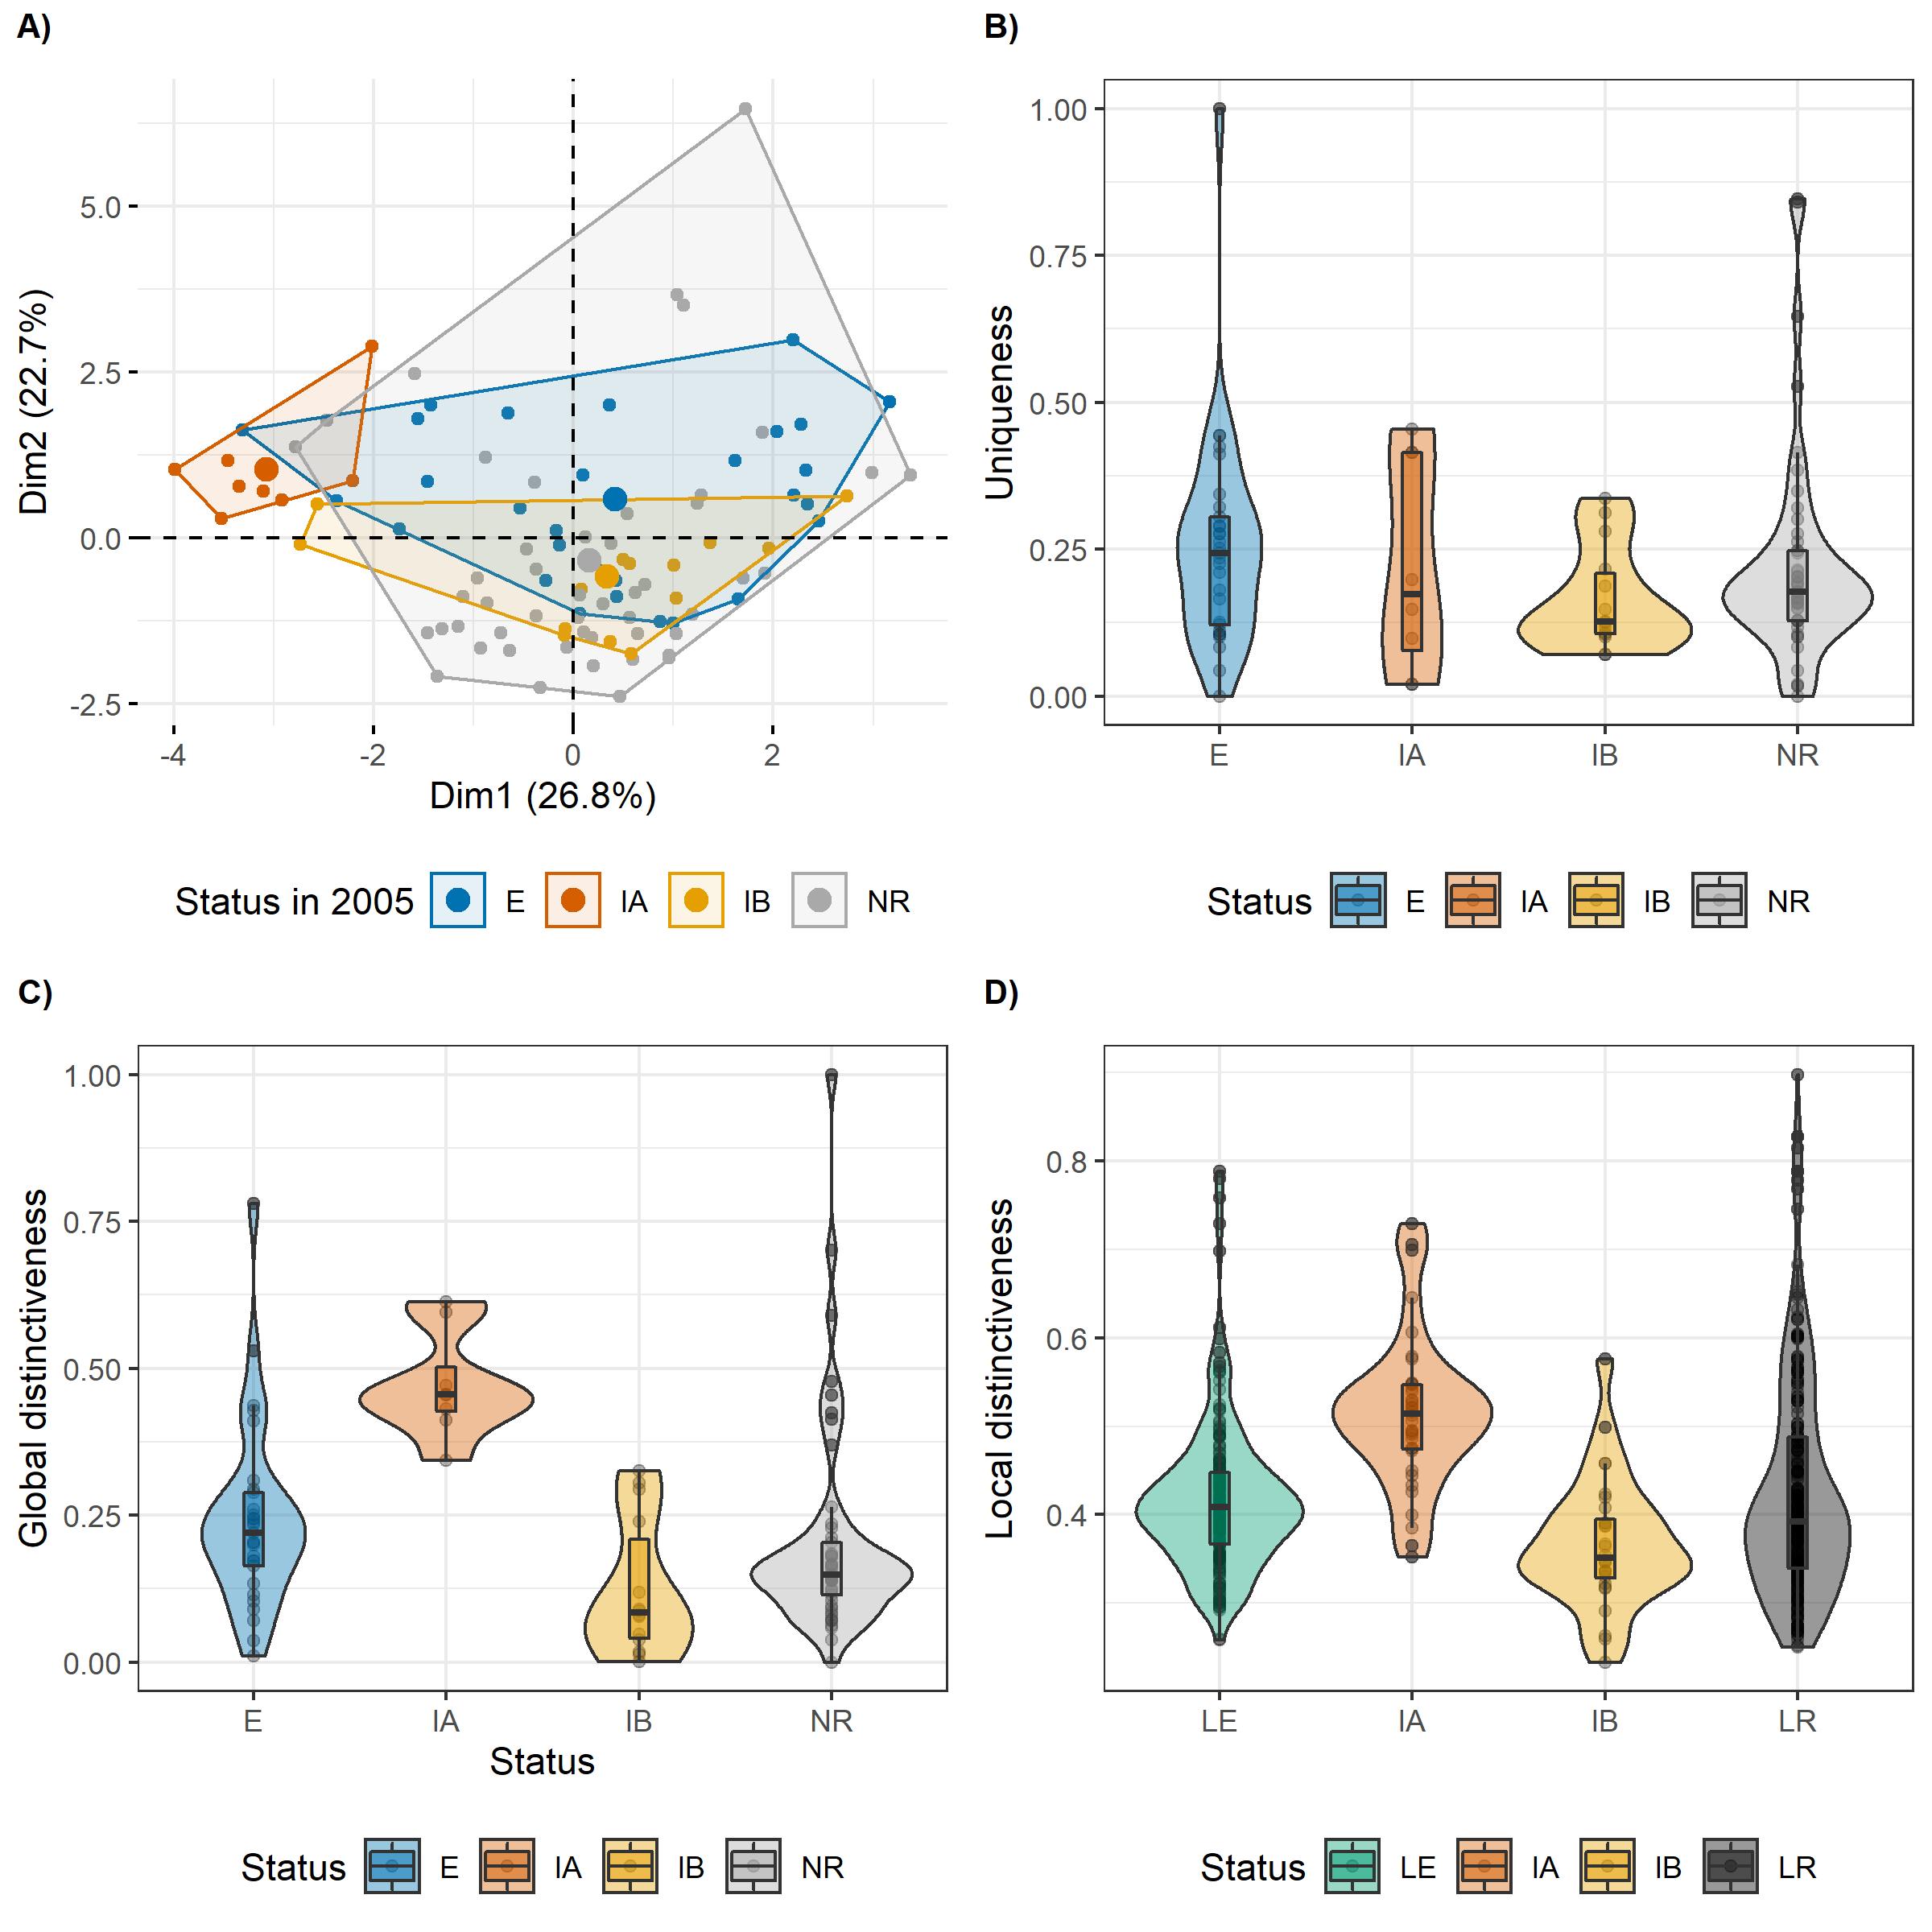 A)
Dim2 (22.7%)
5.0
2.5
0.0
-2.5
-4 -2 0 2
Dim1 (26.8%)
Status in 2005 E IA IB NR
B)
Uniqueness
1.00
0.75
0.50
0.25
0.00
E IA IB NR
Status E IA IB NR
C)
Global distinctiveness
1.00
0.75
0.50
0.25
0.00
E IA IB NR
Status
Status E IA IB NR
D)
Local distinctiveness
0.8
0.6
0.4
LE IA IB LR
Status LE IA IB LR